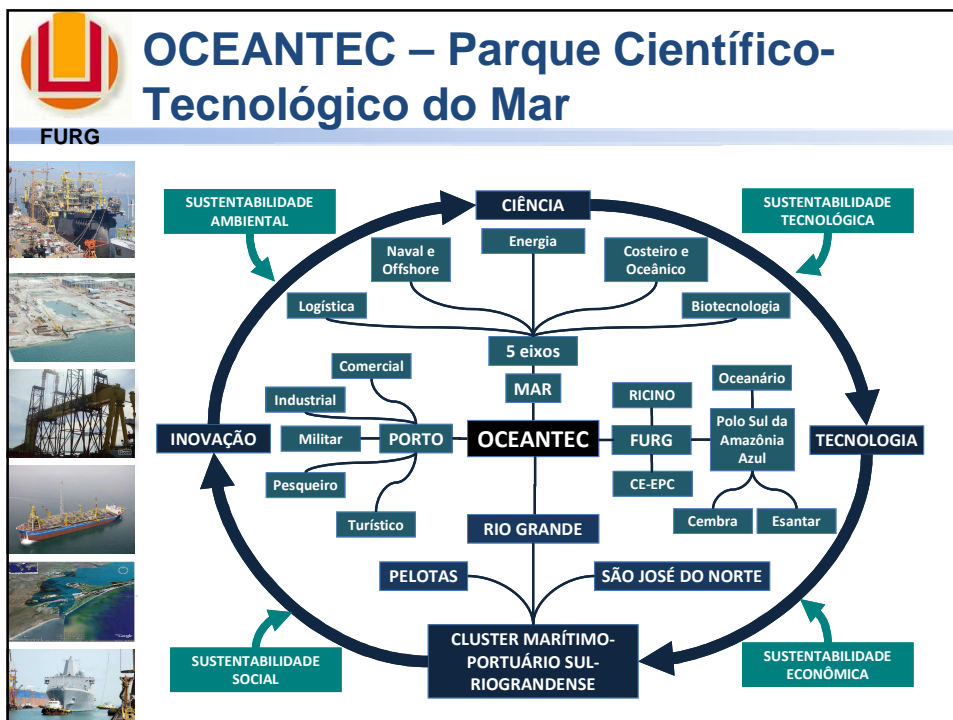 OCEANTEC – Parque Científico-
Tecnológico do Mar
FURG
SUSTENTABILIDADE
AMBIENTAL
CIÊNCIA
SUSTENTABILIDADE
TECNOLÓGICA
Naval e
Offshore
Energia
Costeiro e
Oceânico
Logística
Biotecnologia
5 eixos
MAR
Comercial
Industrial
Militar
Pesqueiro
Turístico
PORTO
INOVAÇÃO
OCEANTEC
RICINO
FURG
CE-EPC
Oceanário
Polo Sul da
Amazônia
Azul
Cembra
Esantar
TECNOLOGIA
RIO GRANDE
PELOTAS
SÃO JOSÉ DO NORTE
CLUSTER MARÍTIMO-
PORTUÁRIO SUL-
RIOGRANDENSE
SUSTENTABILIDADE
SOCIAL
SUSTENTABILIDADE
ECONÔMICA